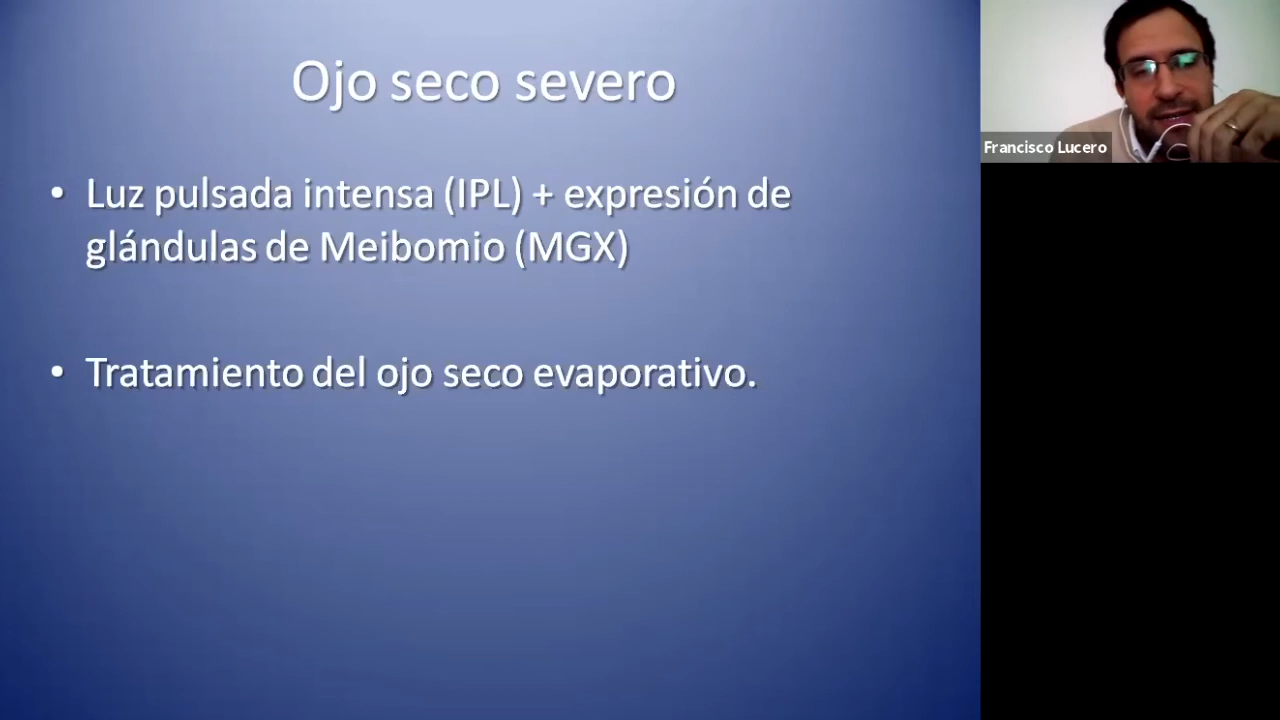 Ojo seco severo
• Luz pulsada intensa (IPL) + expresión de
glándulas de Meibomio (MGX)
• Tratamiento del ojo seco evaporativo.
Francisco Lucero